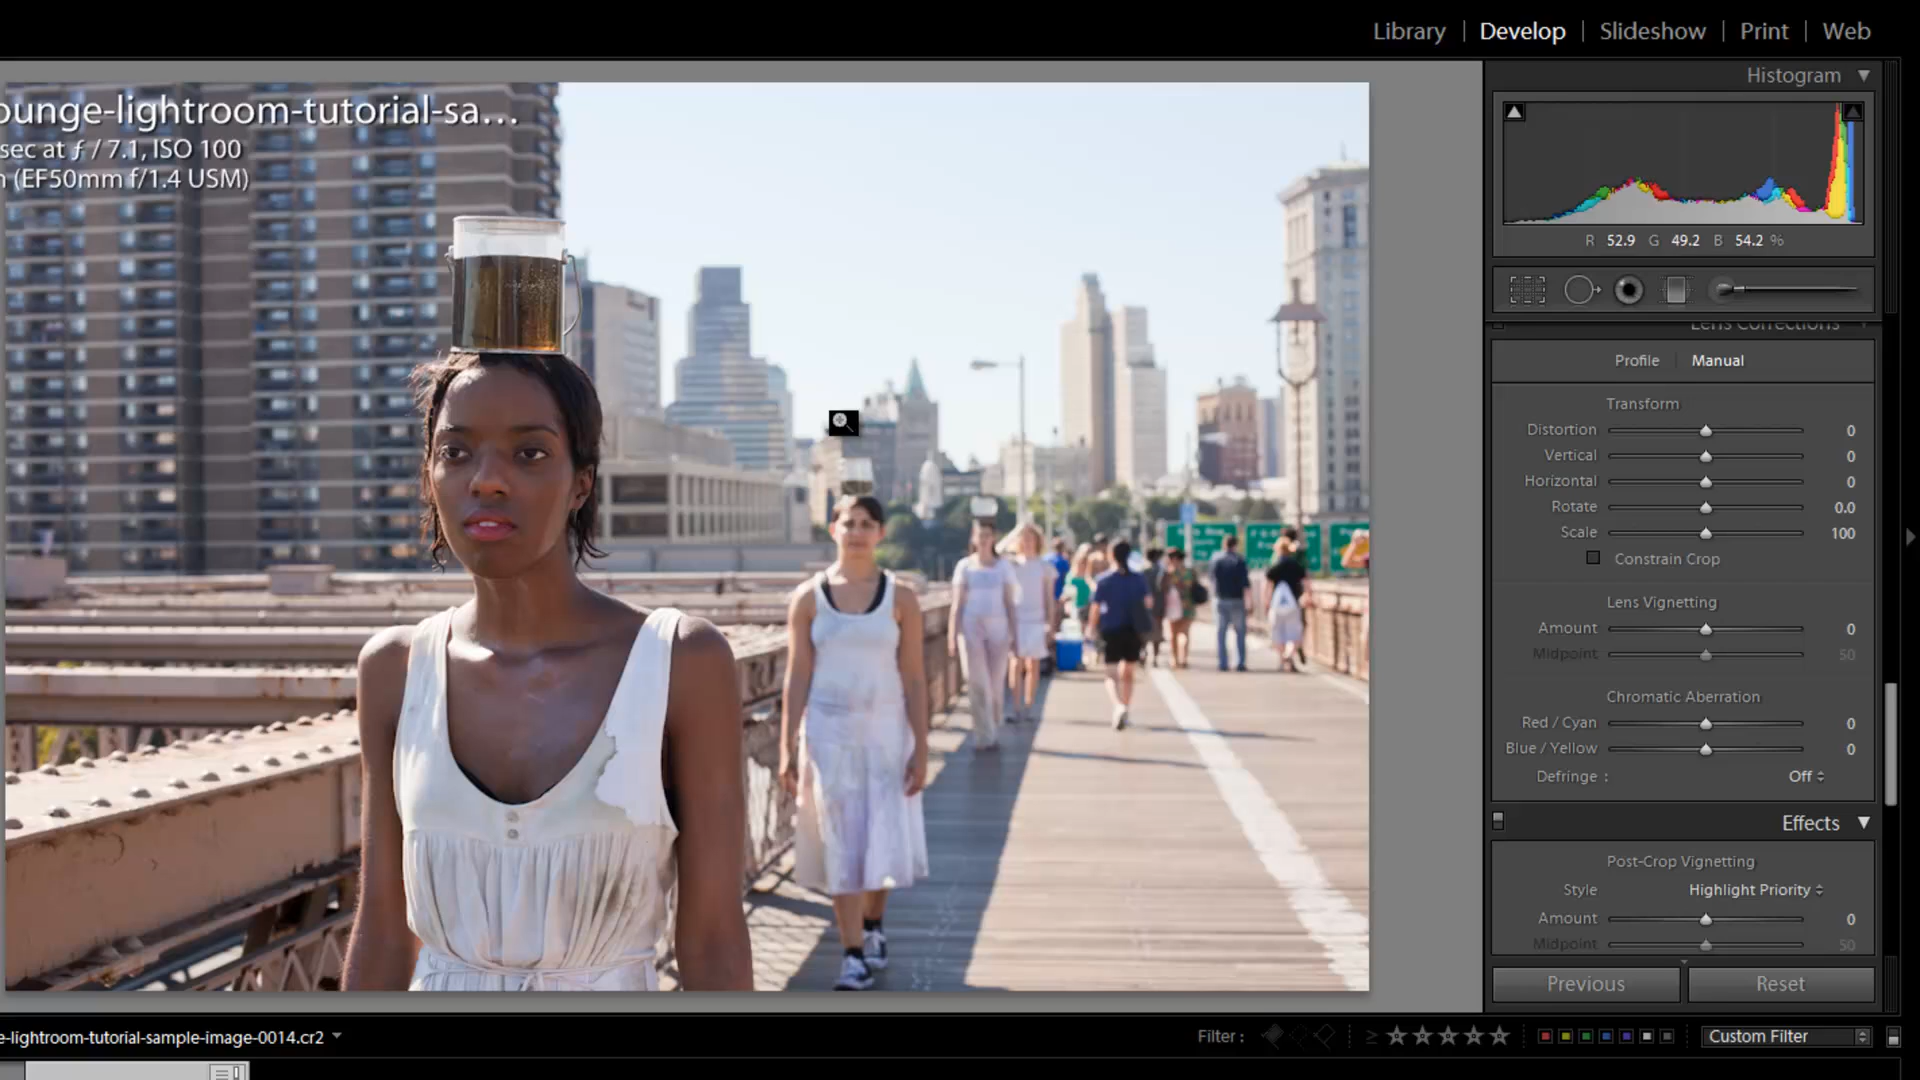 Library | Develop | Slideshow | Print | Web
Histogram
ounge-lightroom-tutorial-sa...
sec at ƒ / 7.1, ISO 100
(EF50mm f/1.4 USM)
R 52.9 G 49.2 B 54.2 %
Lens Corrections
Profile | Manual
Transform
Distortion 0
Vertical 0
Horizontal 0
Rotate 0.0
Scale 100
Constrain Crop
Lens Vignetting
Amount 0
Midpoint 50
Chromatic Aberration
Red / Cyan 0
Blue / Yellow 0
Defringe : Off
Effects
Post-Crop Vignetting
Style Highlight Priority
Amount 0
Midpoint 50
Previous Reset
e-lightroom-tutorial-sample-image-0014.cr2
Filter : ≥ Custom Filter